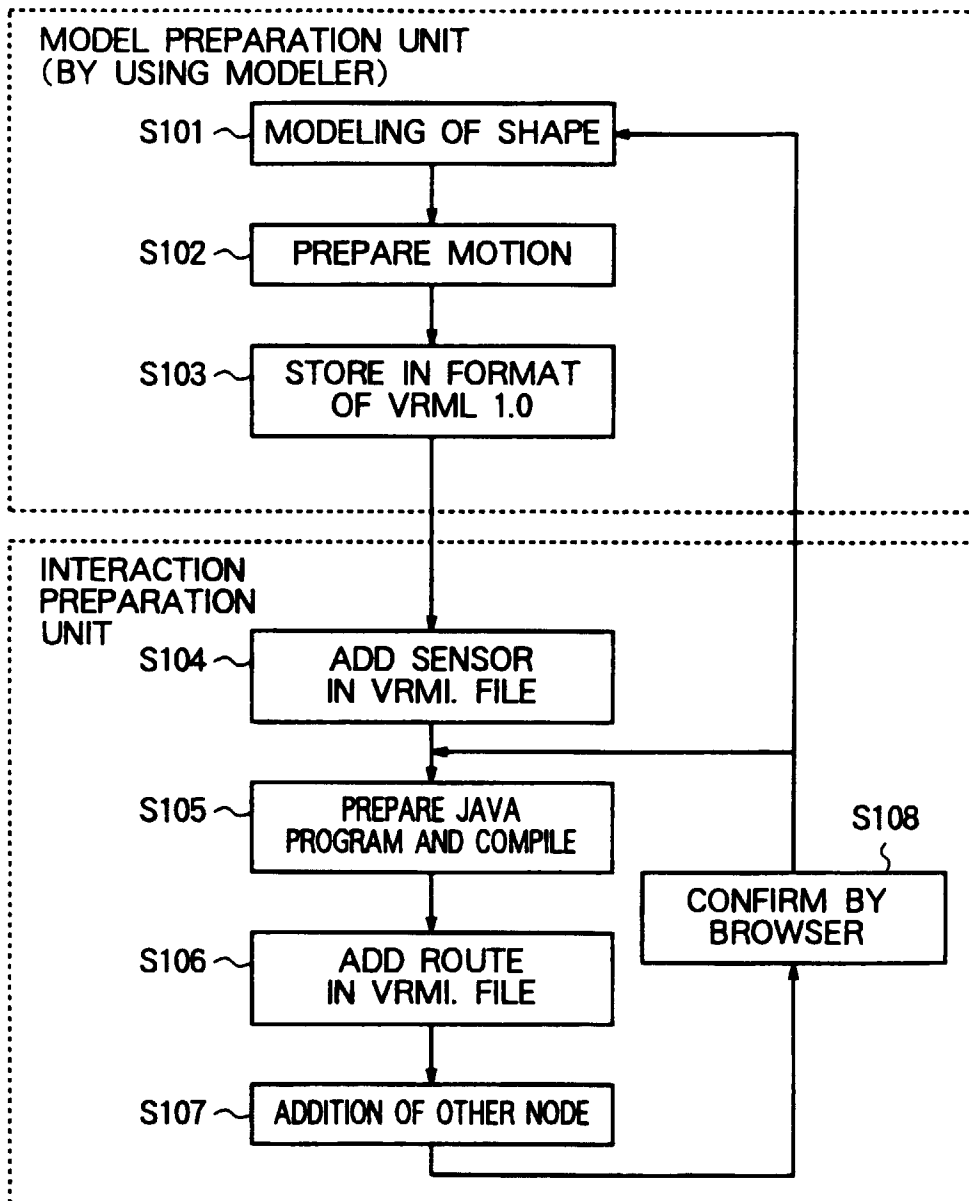 MODEL PREPARATION UNIT
(BY USING MODELER)
S101
MODELING OF SHAPE
S102
PREPARE MOTION
S103
STORE IN FORMAT
OF VRML 1.0
INTERACTION
PREPARATION
UNIT
S104
ADD SENSOR
IN VRMI. FILE
S105
PREPARE JAVA
PROGRAM AND COMPILE
S108
CONFIRM BY
BROWSER
S106
ADD ROUTE
IN VRMI. FILE
S107
ADDITION OF OTHER NODE